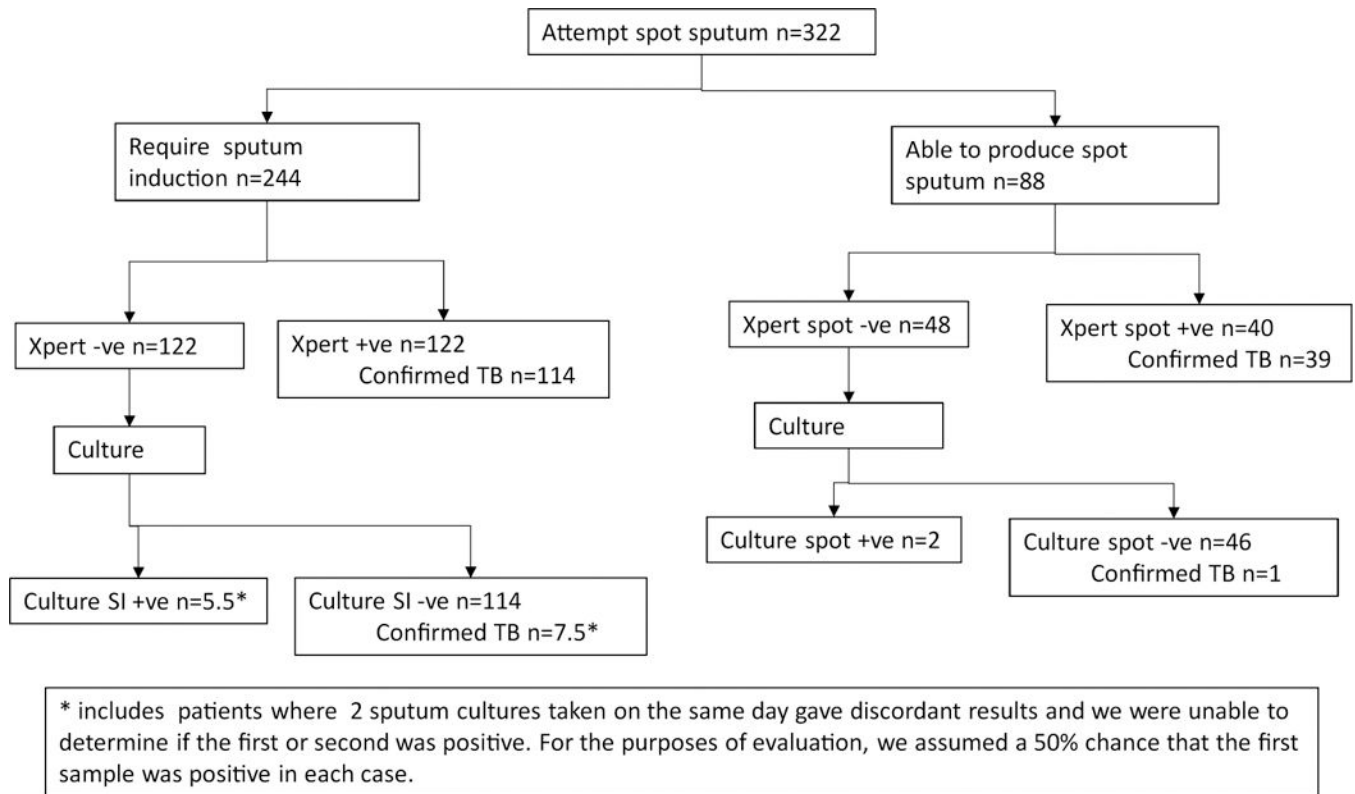 Attempt spot sputum n=322
Require sputum
induction n=244
Able to produce spot
sputum n=88
Xpert -ve n=122
Xpert +ve n=122
Confirmed TB n=114
Xpert spot -ve n=48
Xpert spot +ve n=40
Confirmed TB n=39
Culture
Culture
Culture SI +ve n=5.5*
Culture SI -ve n=114
Confirmed TB n=7.5*
Culture spot +ve n=2
Culture spot -ve n=46
Confirmed TB n=1
* includes patients where 2 sputum cultures taken on the same day gave discordant results and we were unable to
determine if the first or second was positive. For the purposes of evaluation, we assumed a 50% chance that the first
sample was positive in each case.